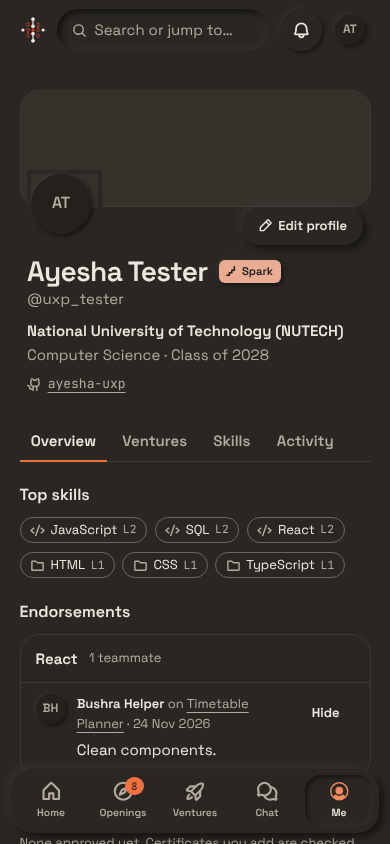 Search or jump to...
AT
AT
Edit profile
Ayesha Tester
Spark
@uxp_tester
National University of Technology (NUTECH)
Computer Science · Class of 2028
ayesha-uxp
Overview Ventures Skills Activity
Top skills
JavaScript L2 SQL L2 React L2
HTML L1 CSS L1 TypeScript L1
Endorsements
React 1 teammate
BH
Bushra Helper on Timetable
Planner · 24 Nov 2026
Hide
Clean components.
8
Home Openings Ventures Chat Me
None approved yet. Certificates you add are checked